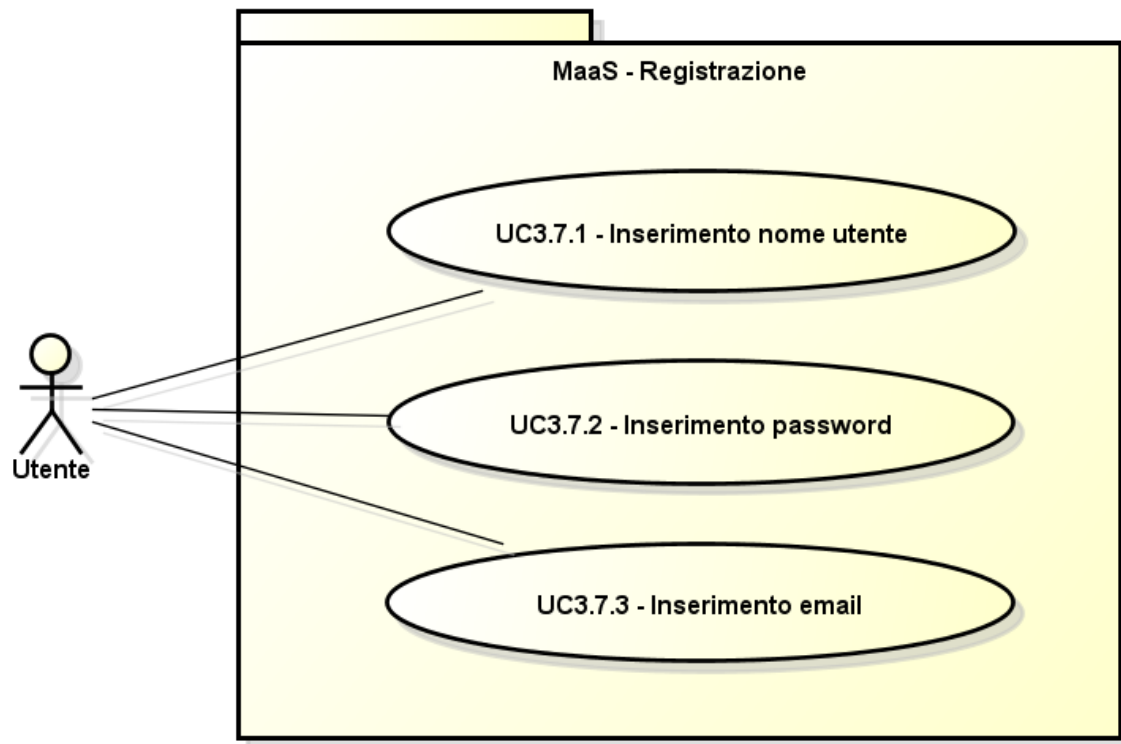 MaaS - Registrazione
UC3.7.1 - Inserimento nome utente
UC3.7.2 - Inserimento password
Utente
UC3.7.3 - Inserimento email